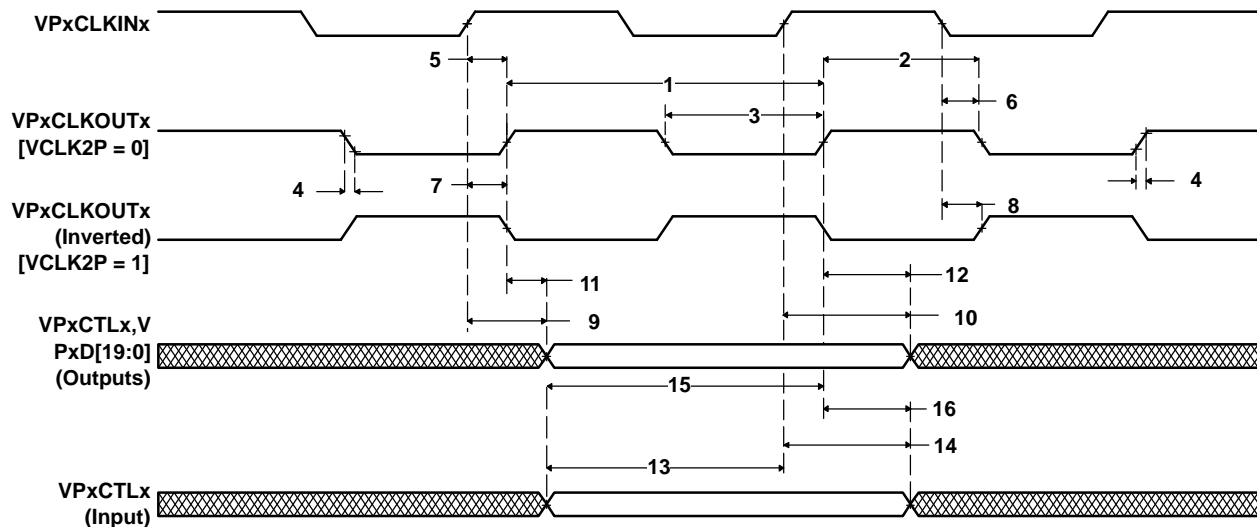 VPxCLKINx
5
2
1
6
3
VPxCLKOUTx
[VCLK2P = 0]
4
7
4
VPxCLKOUTx
(Inverted)
[VCLK2P = 1]
8
11
12
9
10
VPxCTLx,V
PxD[19:0]
(Outputs)
15
16
14
13
VPxCTLx
(Input)